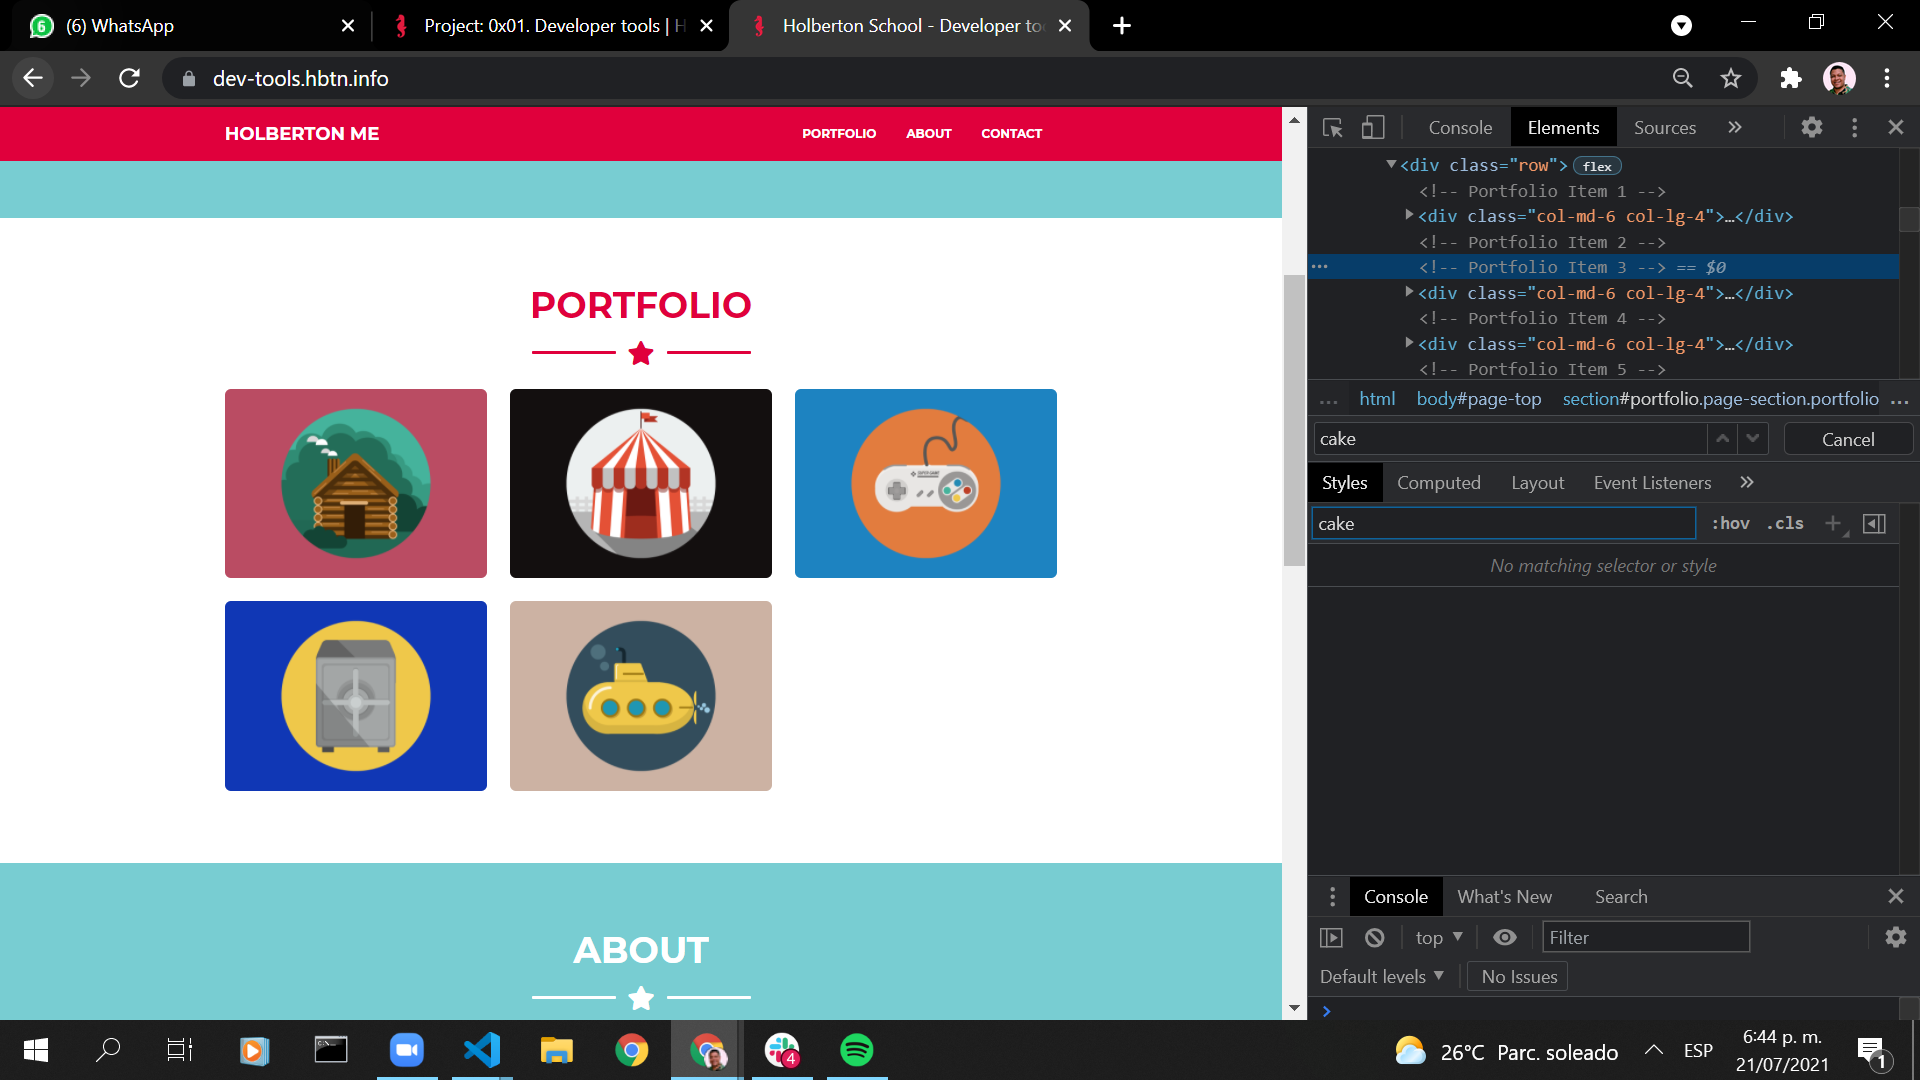 (6) WhatsApp
Project: 0x01. Developer tools | H
Holberton School - Developer to
dev-tools.hbtn.info
HOLBERTON ME
PORTFOLIO
ABOUT
CONTACT
PORTFOLIO
ABOUT
Console
Elements
Sources
<div class="row"> flex
<!-- Portfolio Item 1 -->
<div class="col-md-6 col-lg-4">…</div>
<!-- Portfolio Item 2 -->
<!-- Portfolio Item 3 --> == $0
<div class="col-md-6 col-lg-4">…</div>
<!-- Portfolio Item 4 -->
<div class="col-md-6 col-lg-4">…</div>
<!-- Portfolio Item 5 -->
... html body#page-top section#portfolio.page-section.portfolio ...
cake
Cancel
Styles
Computed
Layout
Event Listeners
cake
:hov .cls
No matching selector or style
Console
What's New
Search
top
Filter
Default levels
No Issues
4
26°C Parc. soleado
ESP
6:44 p. m.
21/07/2021
1